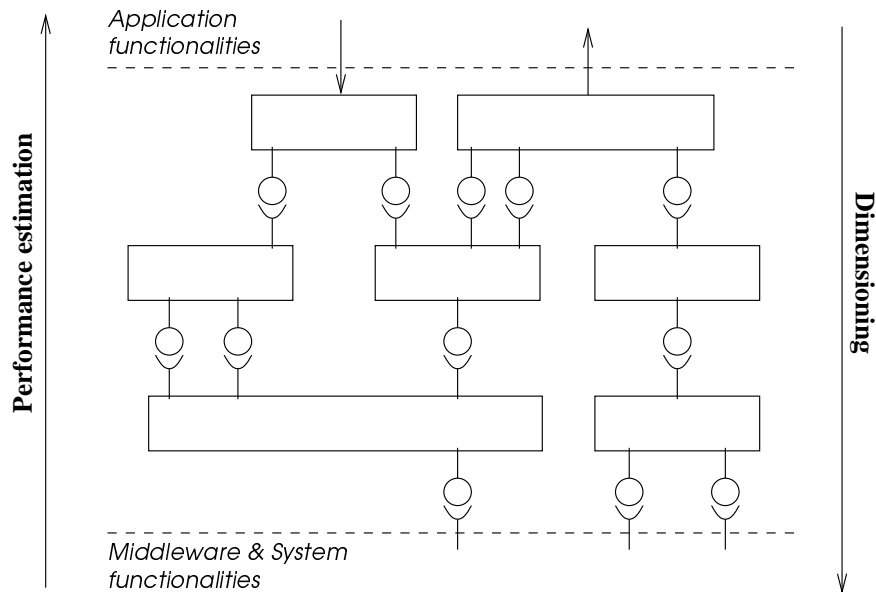 Application
functionalities
Performance estimation
Dimensioning
Middleware & System
functionalities